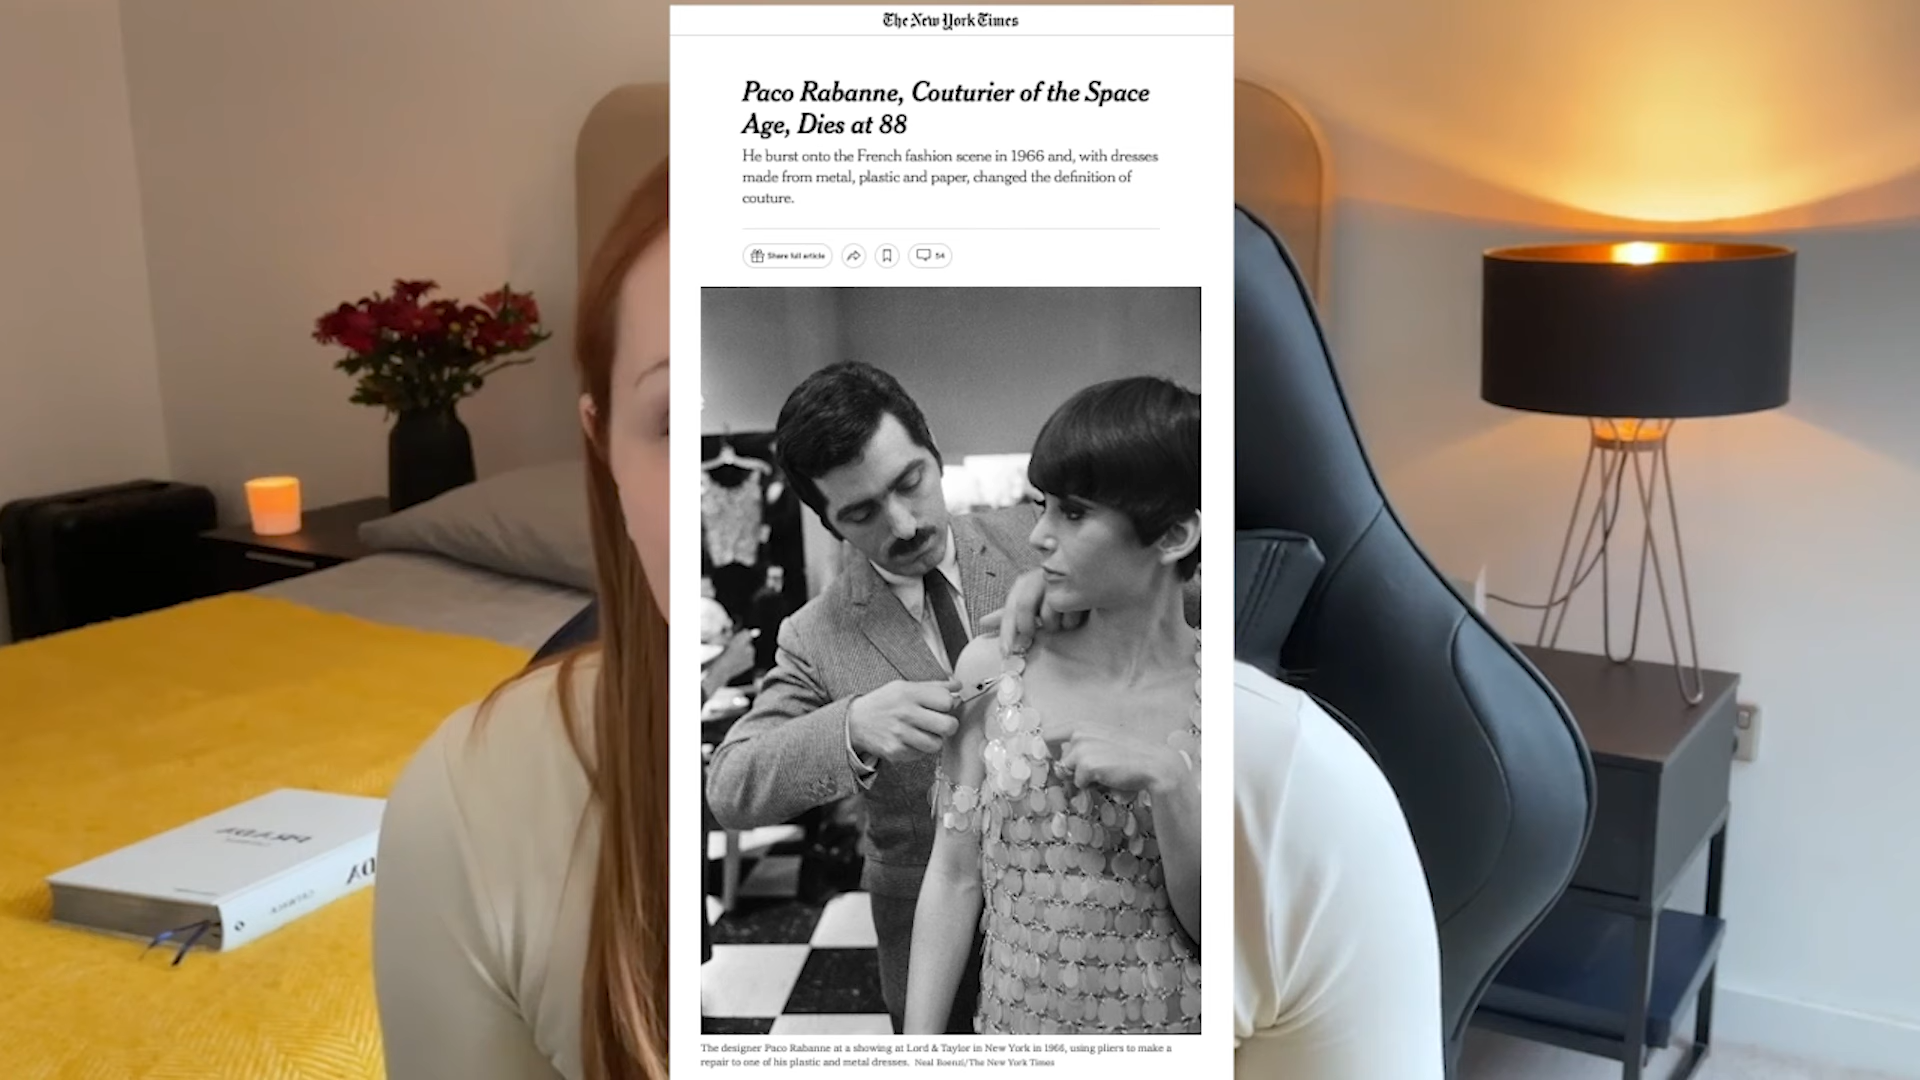 The New York Times
Paco Rabanne, Couturier of the Space
Age, Dies at 88
He burst onto the French fashion scene in 1966 and, with dresses
made from metal, plastic and paper, changed the definition of
couture.
Share full article
54
The designer Paco Rabanne at a showing at Lord & Taylor in New York in 1966, using pliers to make a
repair to one of his plastic and metal dresses. Neal Boenzi/The New York Times
PRADA